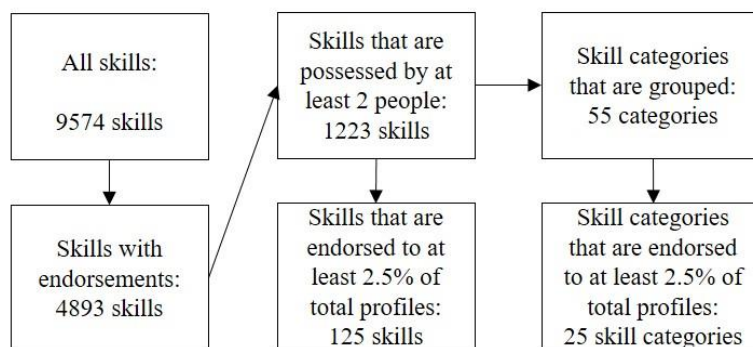 All skills:
9574 skills
Skills with
endorsements:
4893 skills
Skills that are
possessed by at
least 2 people:
1223 skills
Skills that are
endorsed to at
least 2.5% of
total profiles:
125 skills
Skill categories
that are grouped:
55 categories
Skill categories
that are endorsed
to at least 2.5% of
total profiles:
25 skill categories